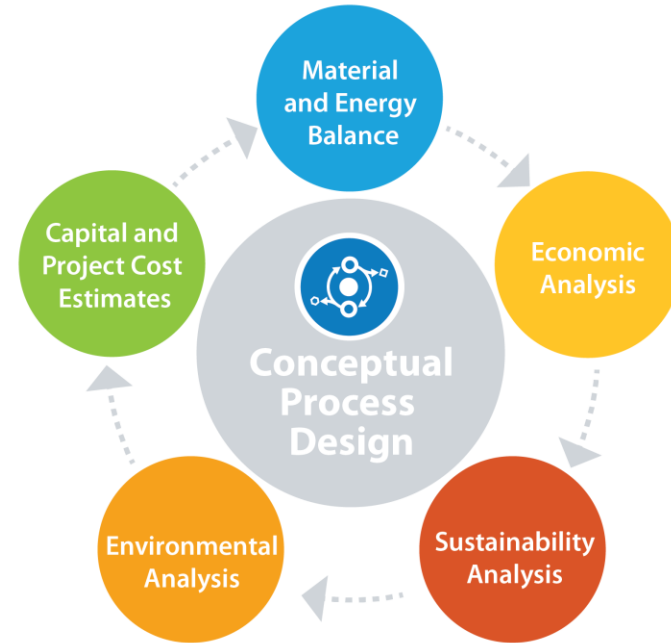 Material
and Energy
Balance
Economic
Analysis
Sustainability
Analysis
Environmental
Analysis
Capital and
Project Cost
Estimates
Conceptual
Process
Design